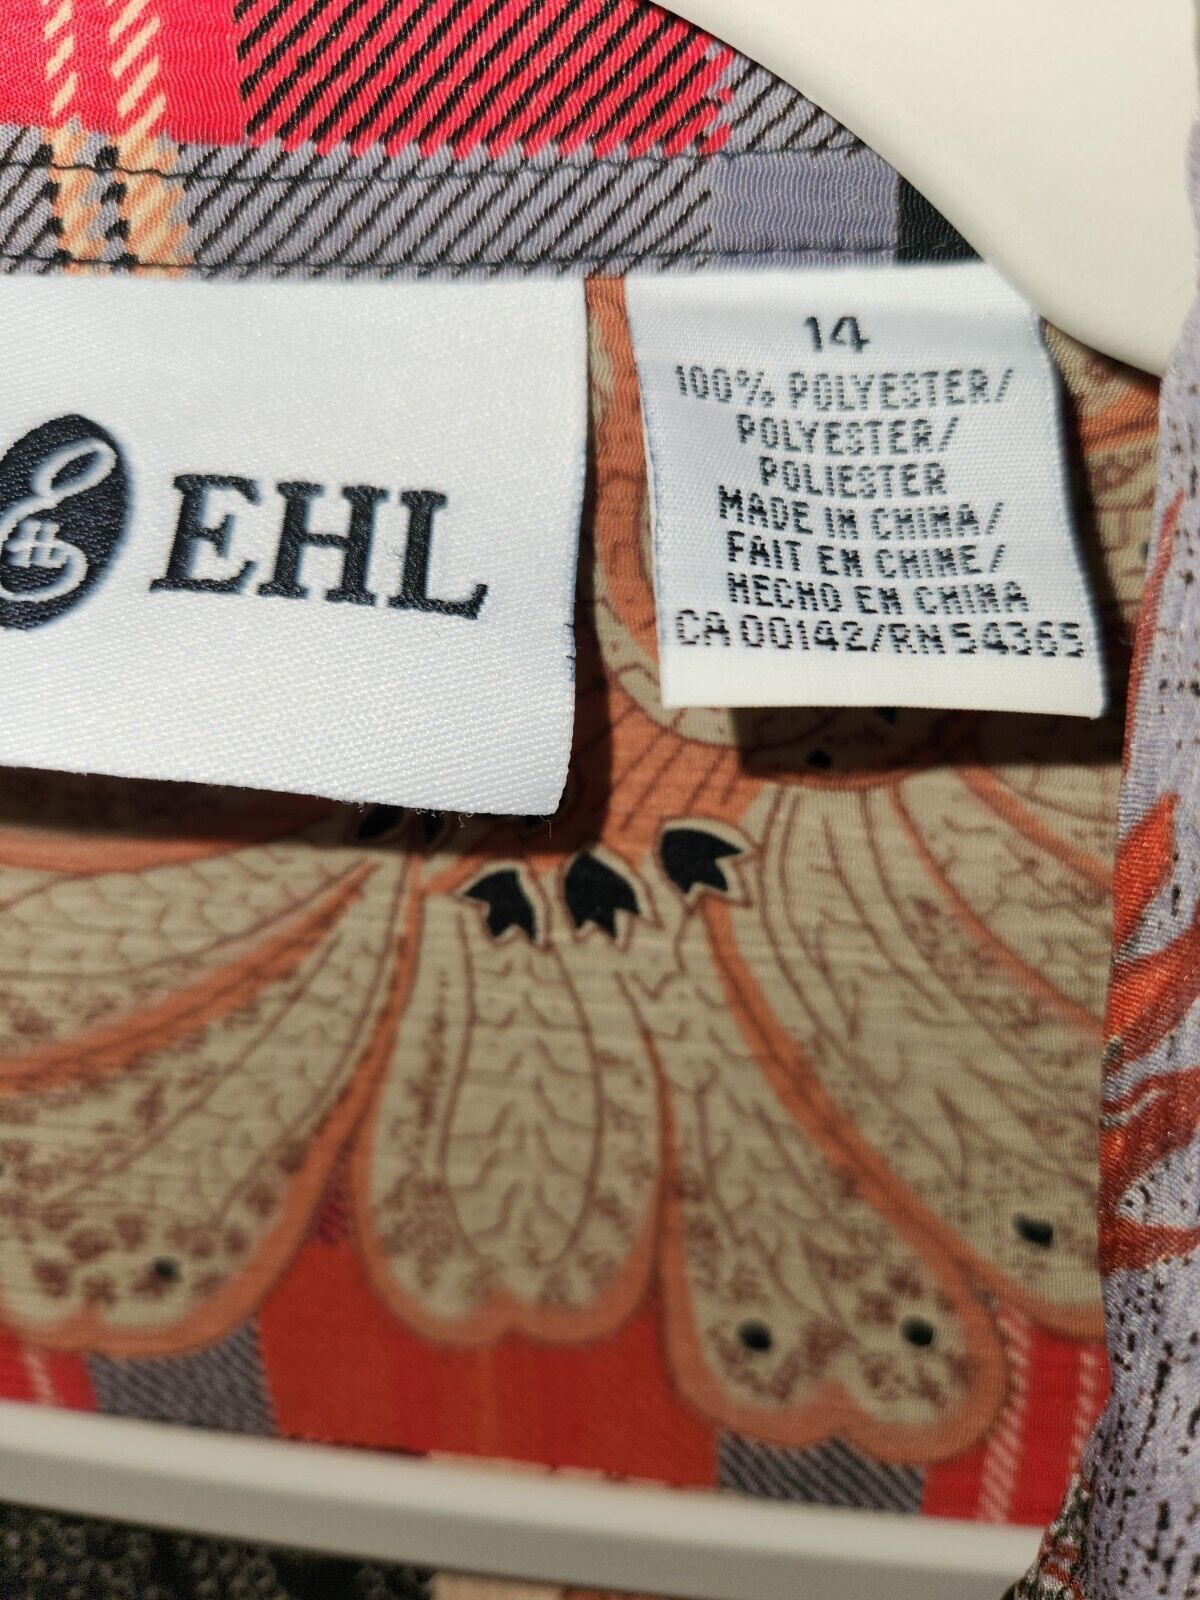 EHL
14
100% POLYESTER/
POLYESTER/
POLIESTER
MADE IN CHINA/
FAIT EN CHINE/
HECHO EN CHINA
CA 00142/RN 54365